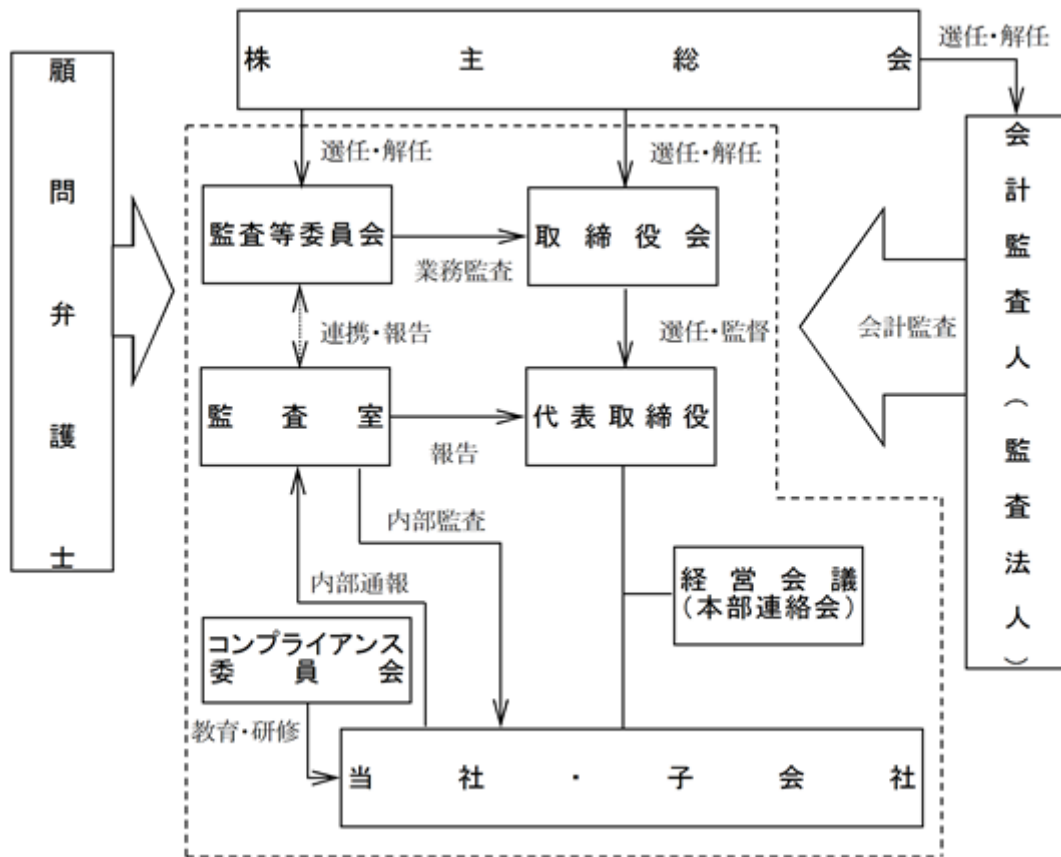 株主総会
選任・解任
顧問弁護士
選任・解任
選任・解任
会計監査人（監査法人）
監査等委員会
取締役会
業務監査
連携・報告
選任・監督
会計監査
監査室
代表取締役
報告
内部監査
内部通報
経営会議
（本部連絡会）
コンプライアンス
委員会
教育・研修
当社・子会社